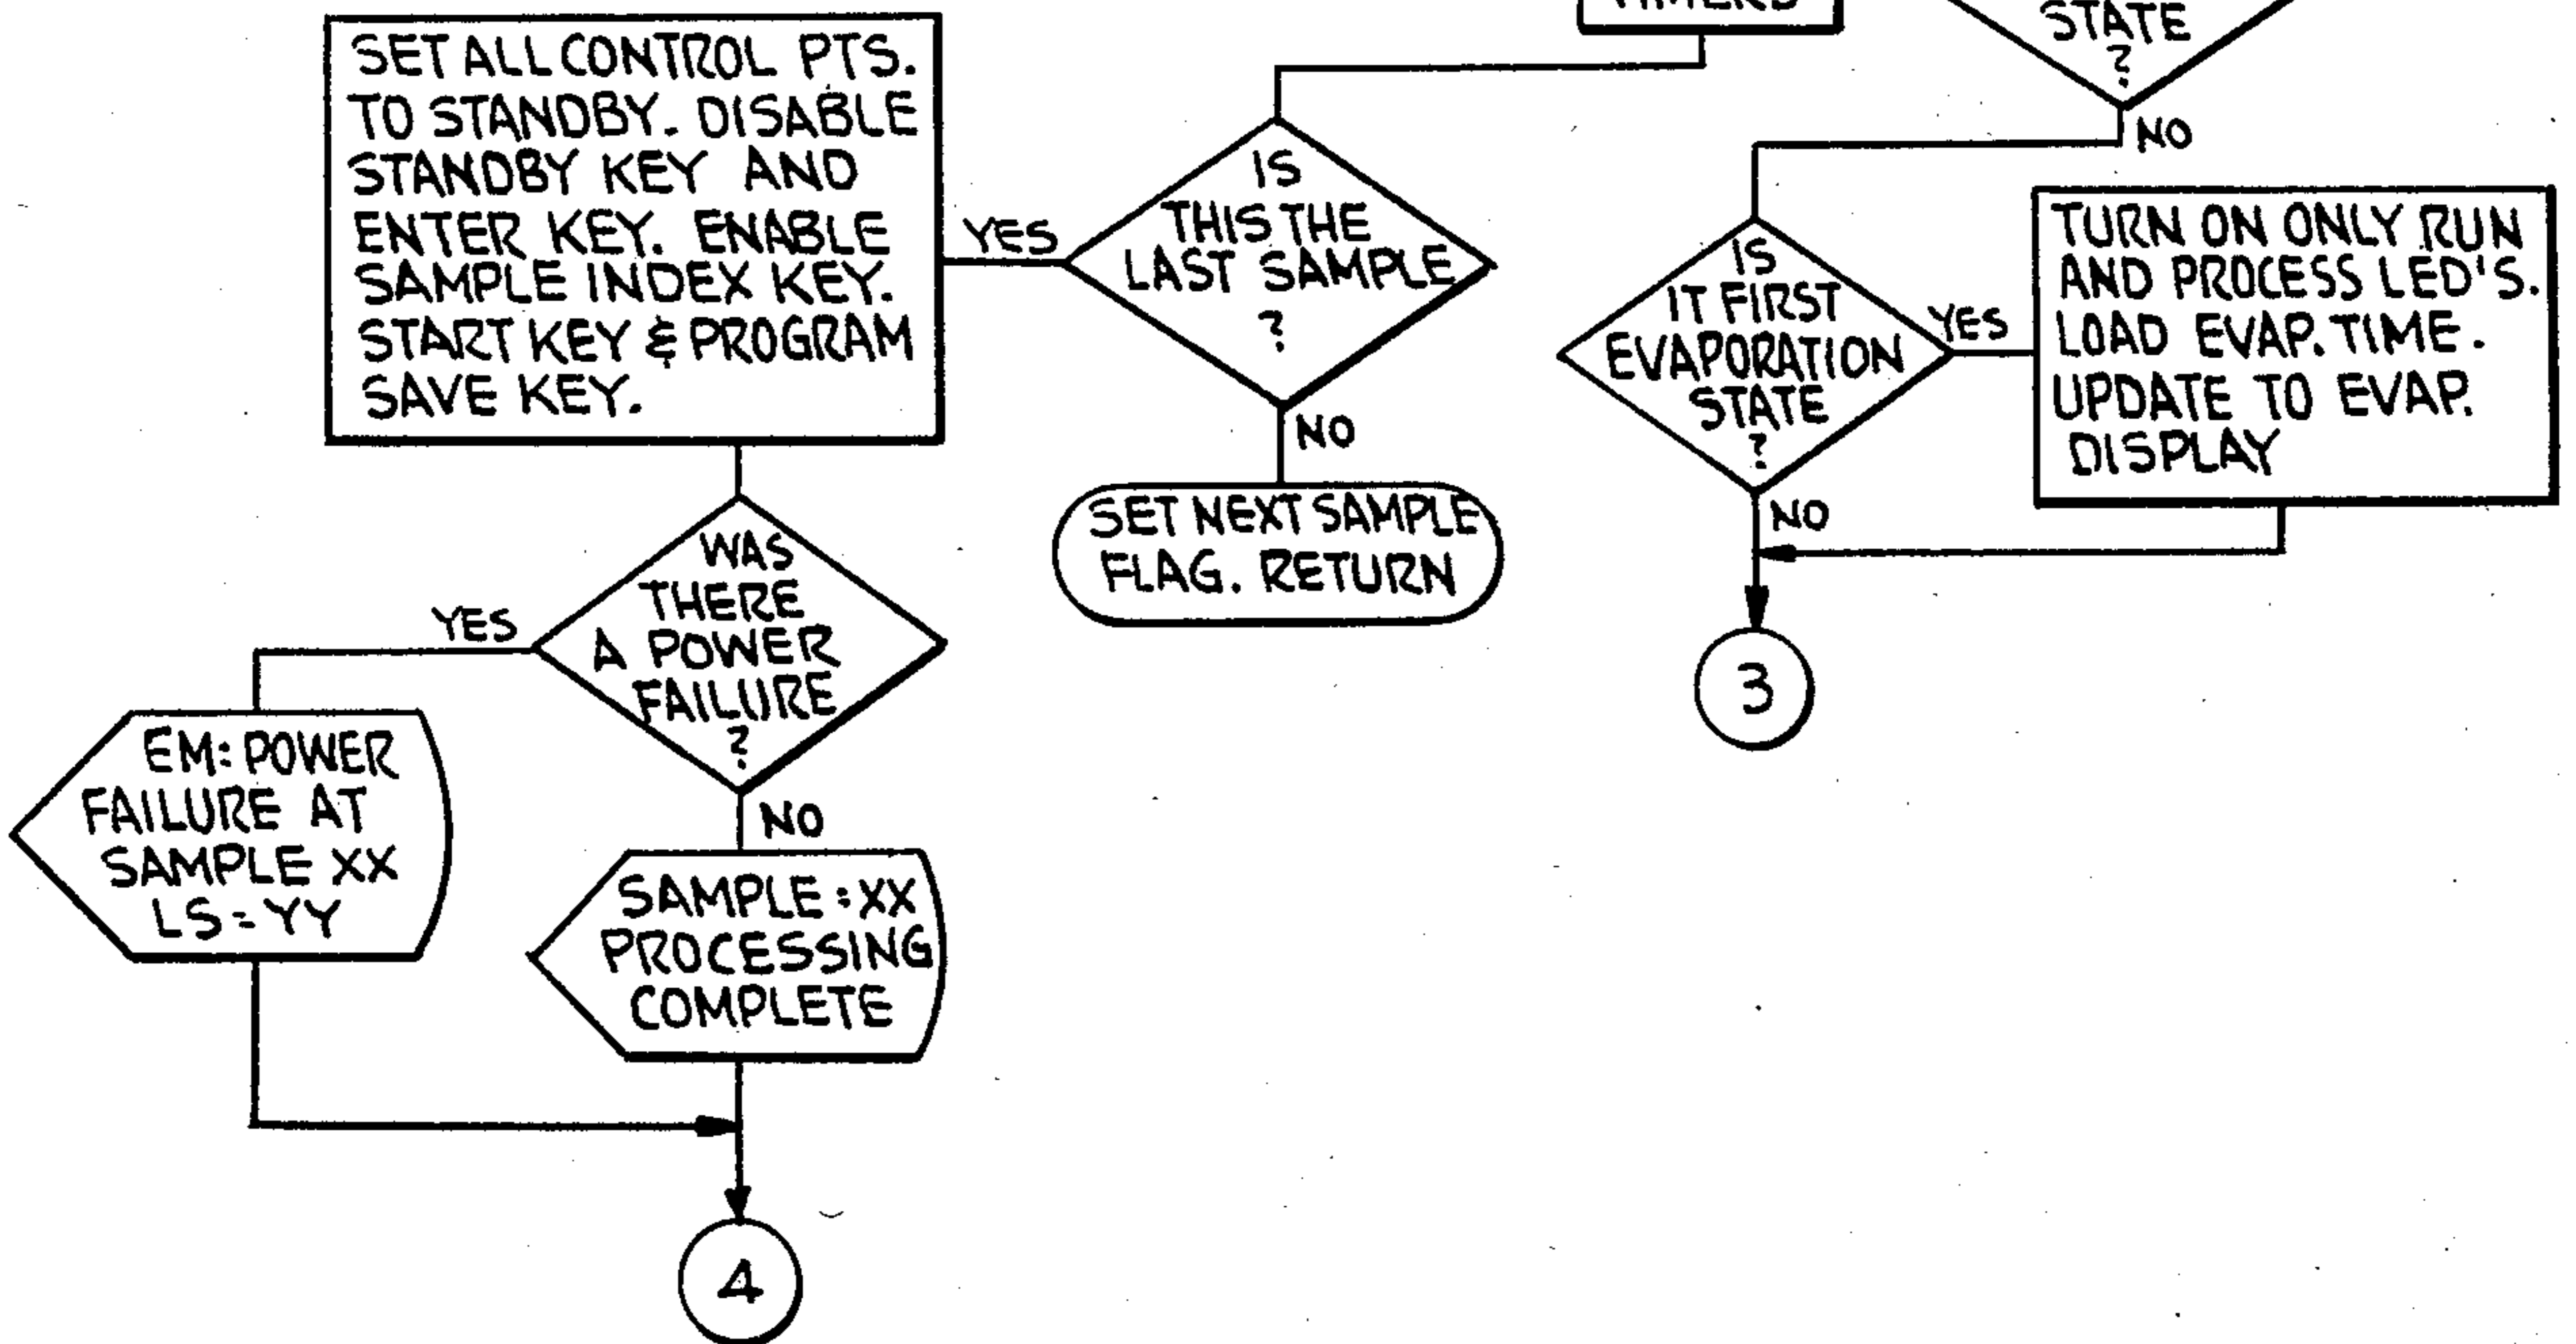 SET ALL CONTROL PTS.
TO STANDBY. DISABLE
STANDBY KEY AND
ENTER KEY. ENABLE
SAMPLE INDEX KEY.
START KEY & PROGRAM
SAVE KEY.
YES
IS
THIS THE
LAST SAMPLE
?
NO
SET NEXT SAMPLE
FLAG. RETURN
STATE
?
NO
IS
IT FIRST
EVAPORATION
STATE
?
YES
TURN ON ONLY RUN
AND PROCESS LED'S.
LOAD EVAP. TIME.
UPDATE TO EVAP.
DISPLAY
NO
3
WAS
THERE
A POWER
FAILURE
?
YES
EM: POWER
FAILURE AT
SAMPLE XX
LS = YY
NO
SAMPLE = XX
PROCESSING
COMPLETE
4